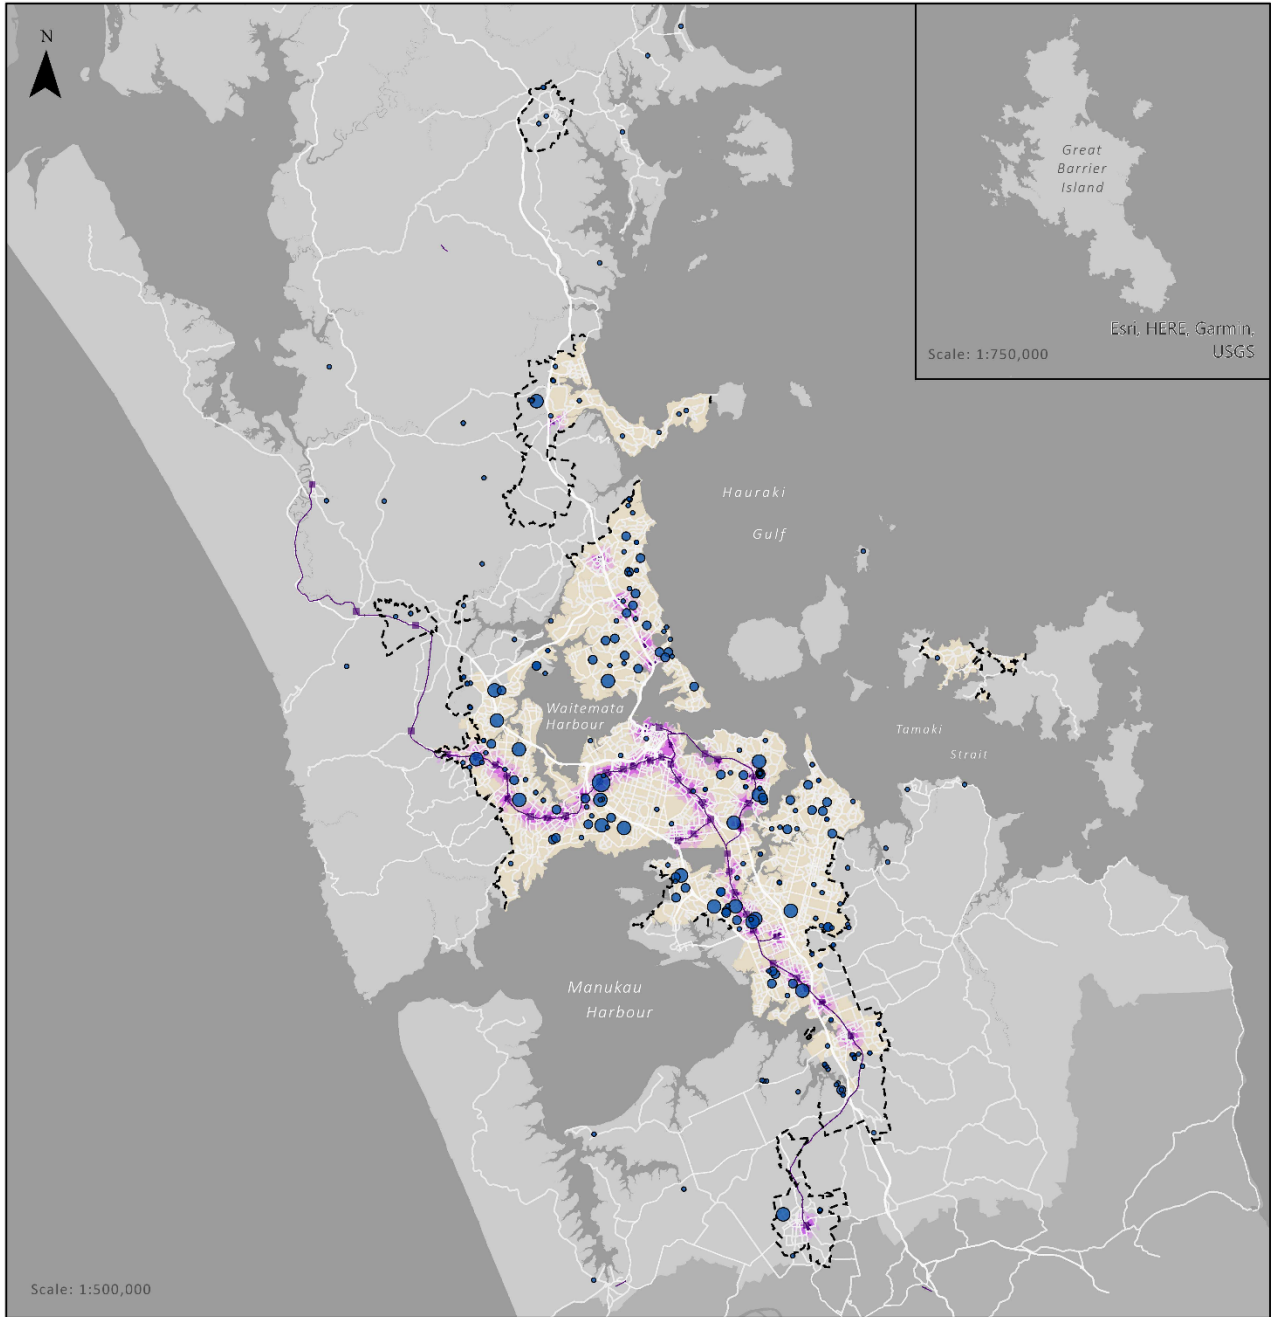 N
Great
Barrier
Island
Esri, HERE, Garmin,
USGS
Scale: 1:750,000
Hauraki
Gulf
Waitemata
Harbour
Tamaki
Strait
Manukau
Harbour
Scale: 1:500,000